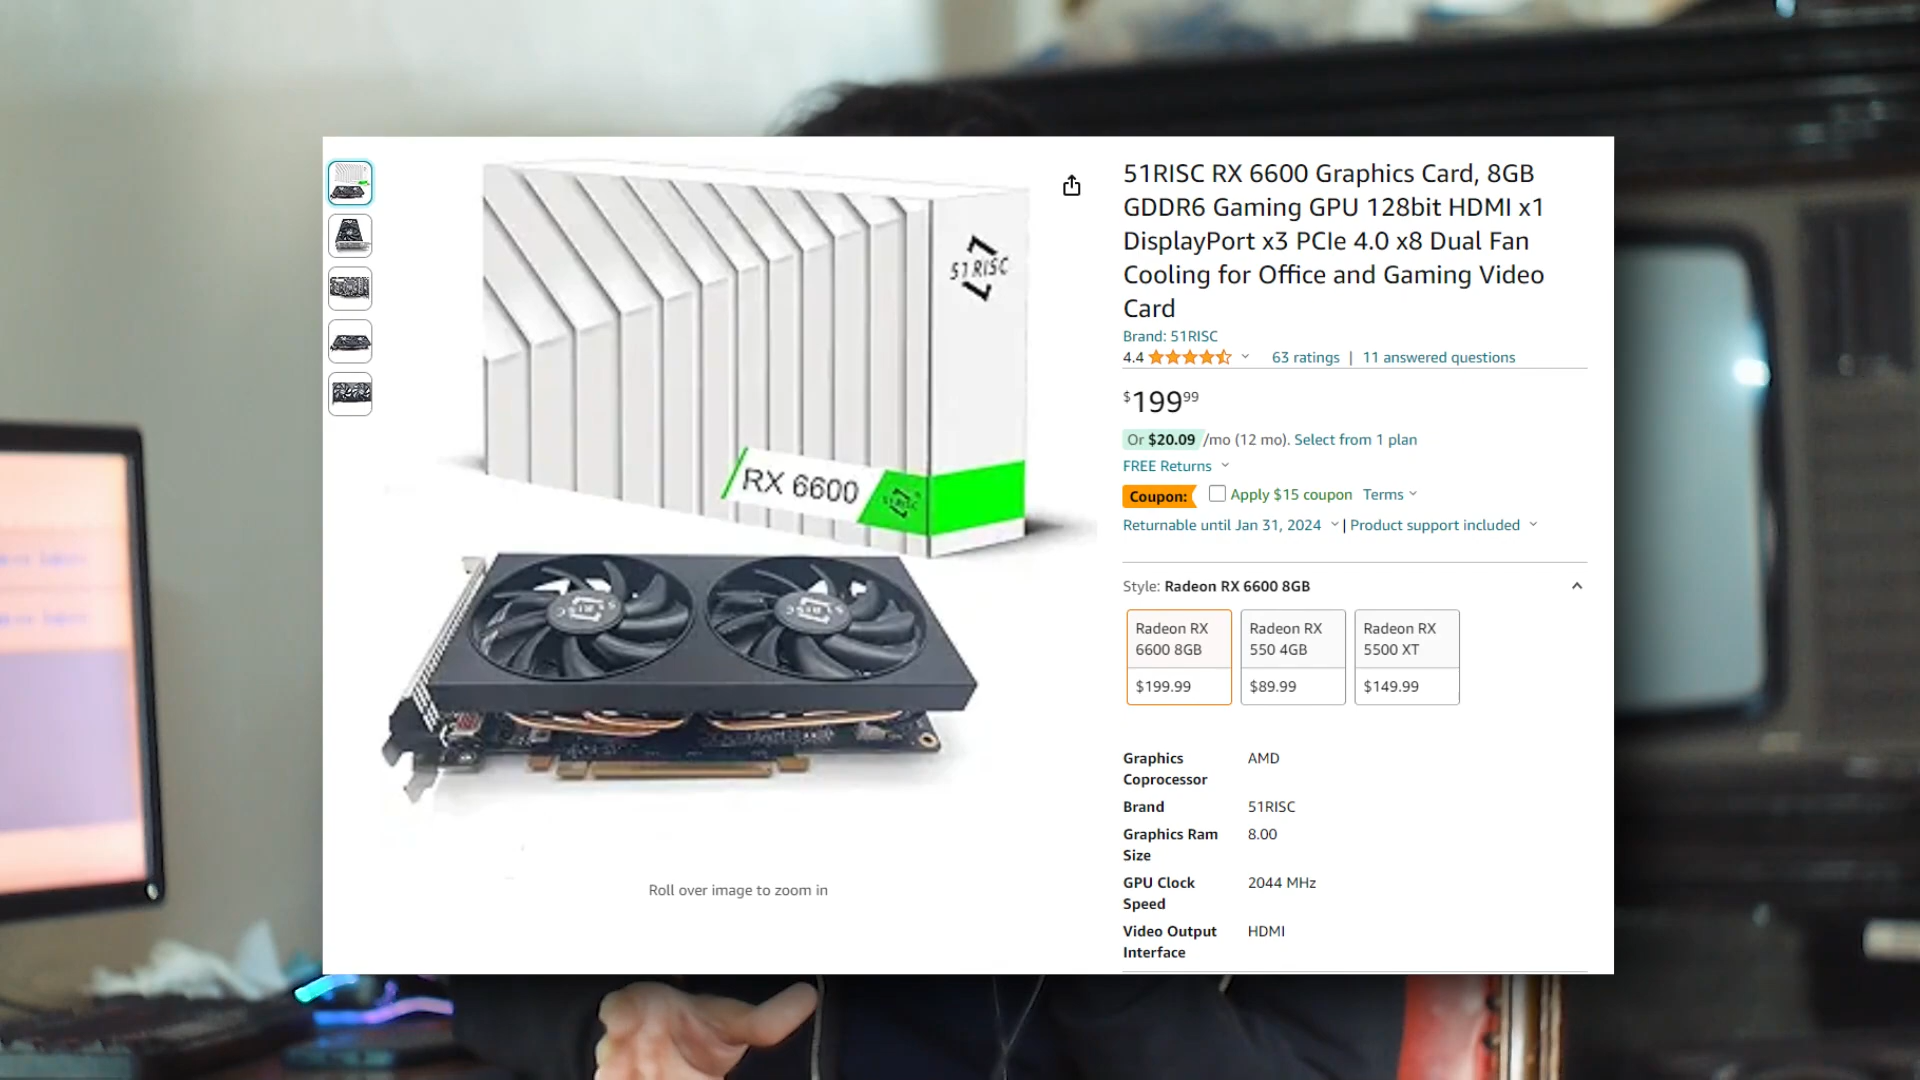 51RISC
RX 6600
51RISC
51RISC
51RISC
Roll over image to zoom in
51RISC RX 6600 Graphics Card, 8GB
GDDR6 Gaming GPU 128bit HDMI x1
DisplayPort x3 PCIe 4.0 x8 Dual Fan
Cooling for Office and Gaming Video
Card
Brand: 51RISC
4.4 63 ratings | 11 answered questions
$19999
Or $20.09 /mo (12 mo). Select from 1 plan
FREE Returns
Coupon: Apply $15 coupon Terms
Returnable until Jan 31, 2024 | Product support included
Style: Radeon RX 6600 8GB
Radeon RX
6600 8GB
$199.99
Radeon RX
550 4GB
$89.99
Radeon RX
5500 XT
$149.99
Graphics
Coprocessor
AMD
Brand
51RISC
Graphics Ram
Size
8.00
GPU Clock
Speed
2044 MHz
Video Output
Interface
HDMI